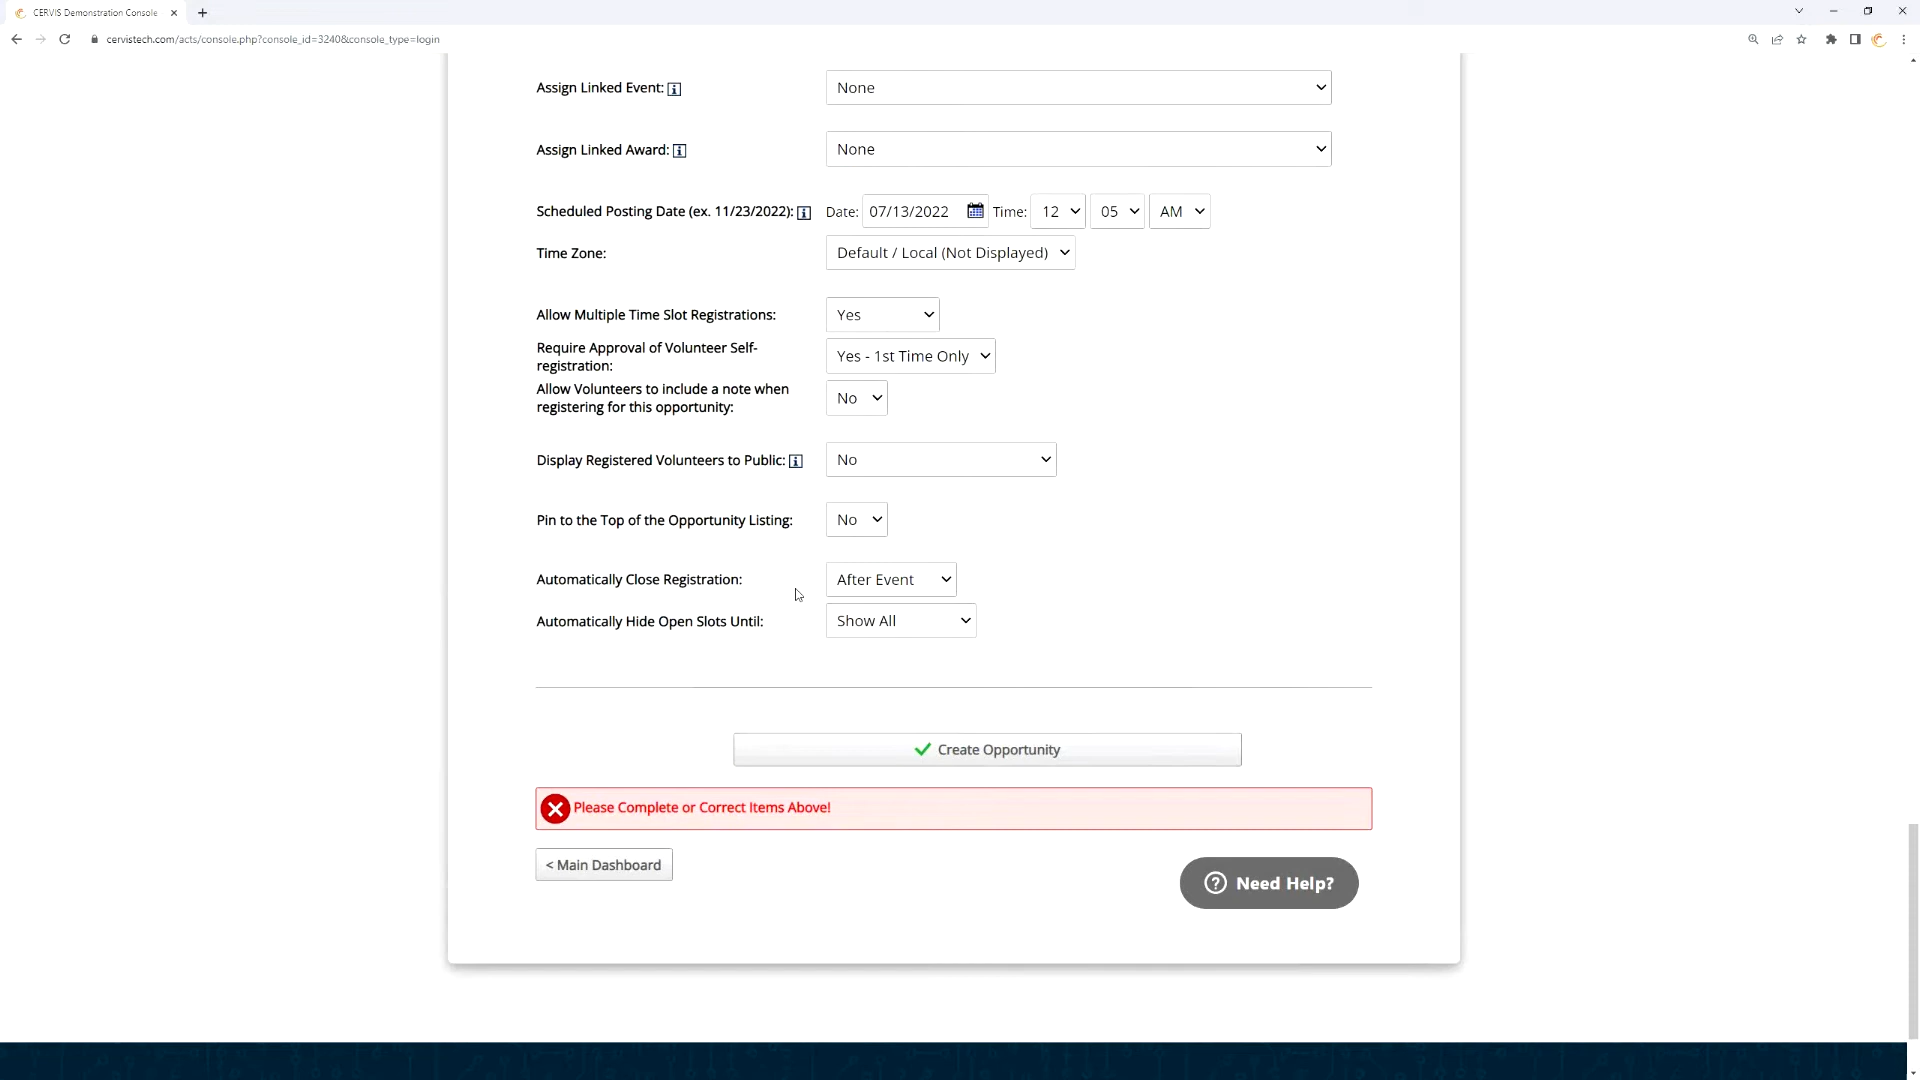 CERVIS Demonstration Console
cervistech.com/acts/console.php?console_id=3240&console_type=login
Assign Linked Event: None
Assign Linked Award: None
Scheduled Posting Date (ex. 11/23/2022): Date: 07/13/2022 Time: 12 05 AM
Time Zone: Default / Local (Not Displayed)
Allow Multiple Time Slot Registrations: Yes
Require Approval of Volunteer Self-
registration: Yes - 1st Time Only
Allow Volunteers to include a note when
registering for this opportunity: No
Display Registered Volunteers to Public: No
Pin to the Top of the Opportunity Listing: No
Automatically Close Registration: After Event
Automatically Hide Open Slots Until: Show All
Create Opportunity
Please Complete or Correct Items Above!
< Main Dashboard
Need Help?